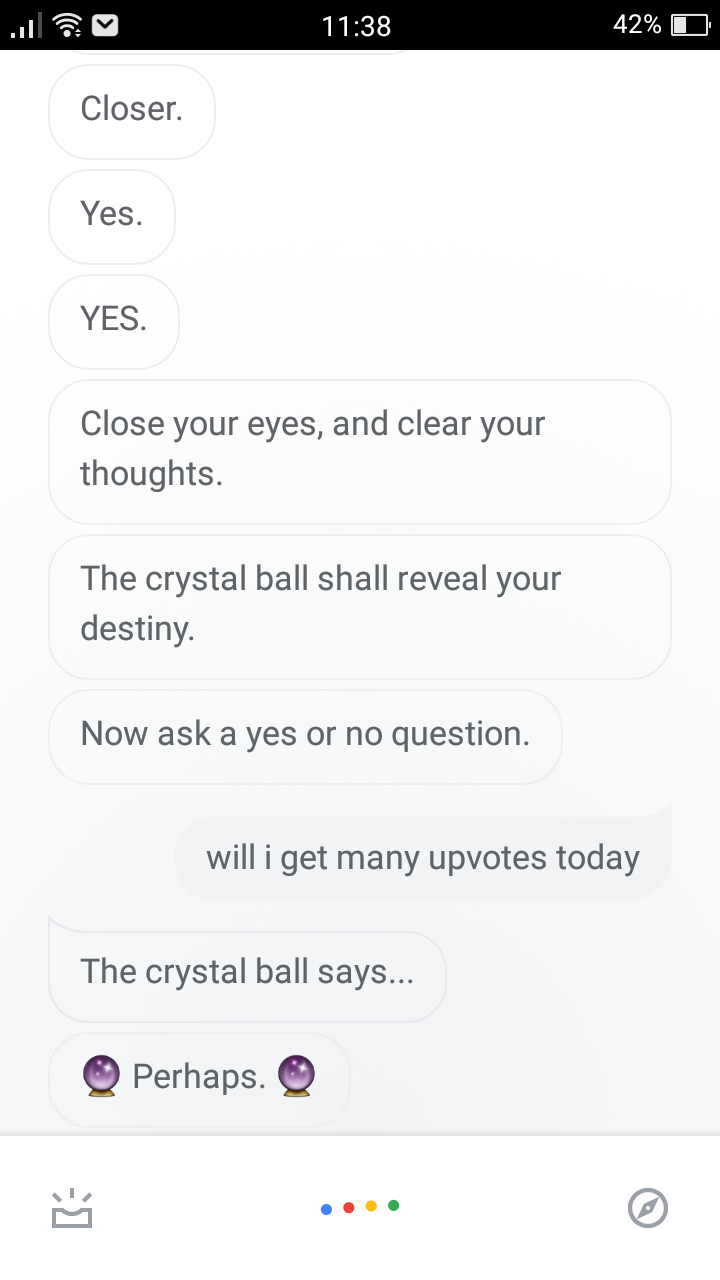 11:38
42%
Closer.
Yes.
YES.
Close your eyes, and clear your
thoughts.
The crystal ball shall reveal your
destiny.
Now ask a yes or no question.
will i get many upvotes today
The crystal ball says...
🔮 Perhaps. 🔮